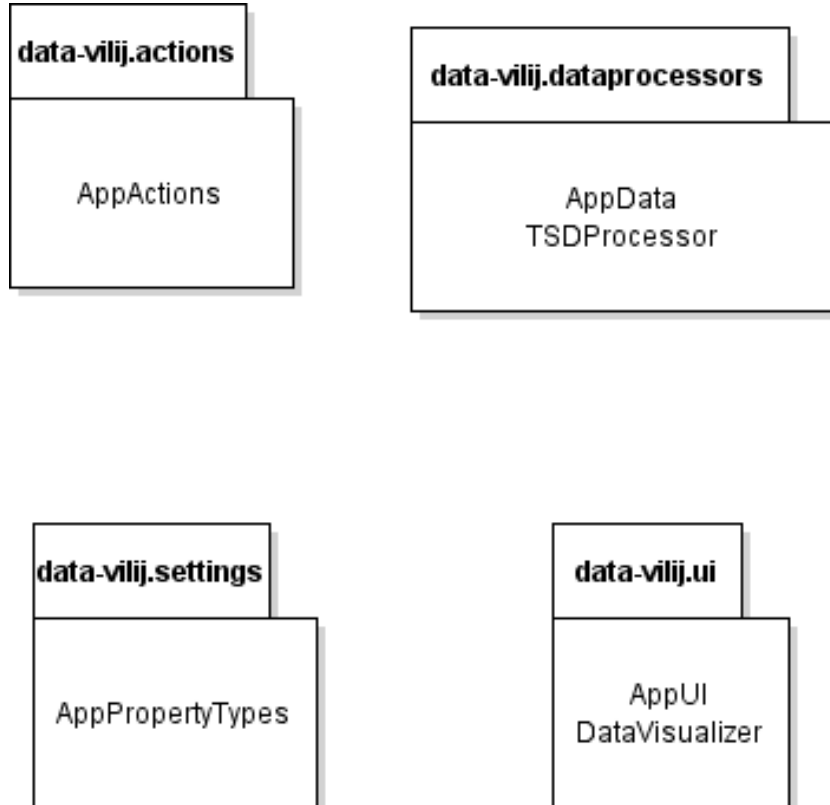 data-vilij.actions
AppActions
data-vilij.dataprocessors
AppData
TSDProcessor
data-vilij.settings
AppPropertyTypes
data-vilij.ui
AppUI
DataVisualizer